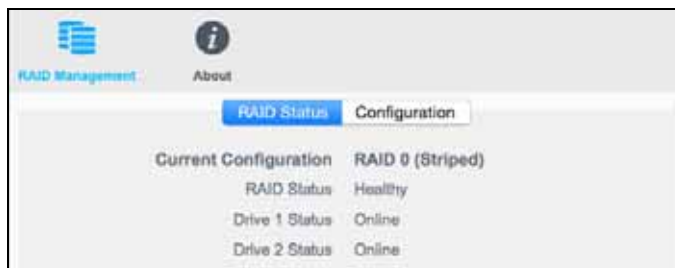 RAID Management About
RAID Status Configuration
Current Configuration RAID 0 (Striped)
RAID Status Healthy
Drive 1 Status Online
Drive 2 Status Online